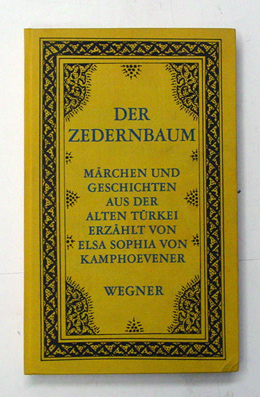 DER
ZEDERNBAUM
MÄRCHEN UND
GESCHICHTEN
AUS DER
ALTEN TÜRKEI
ERZÄHLT VON
ELSA SOPHIA VON
KAMPHOEVENER
WEGNER